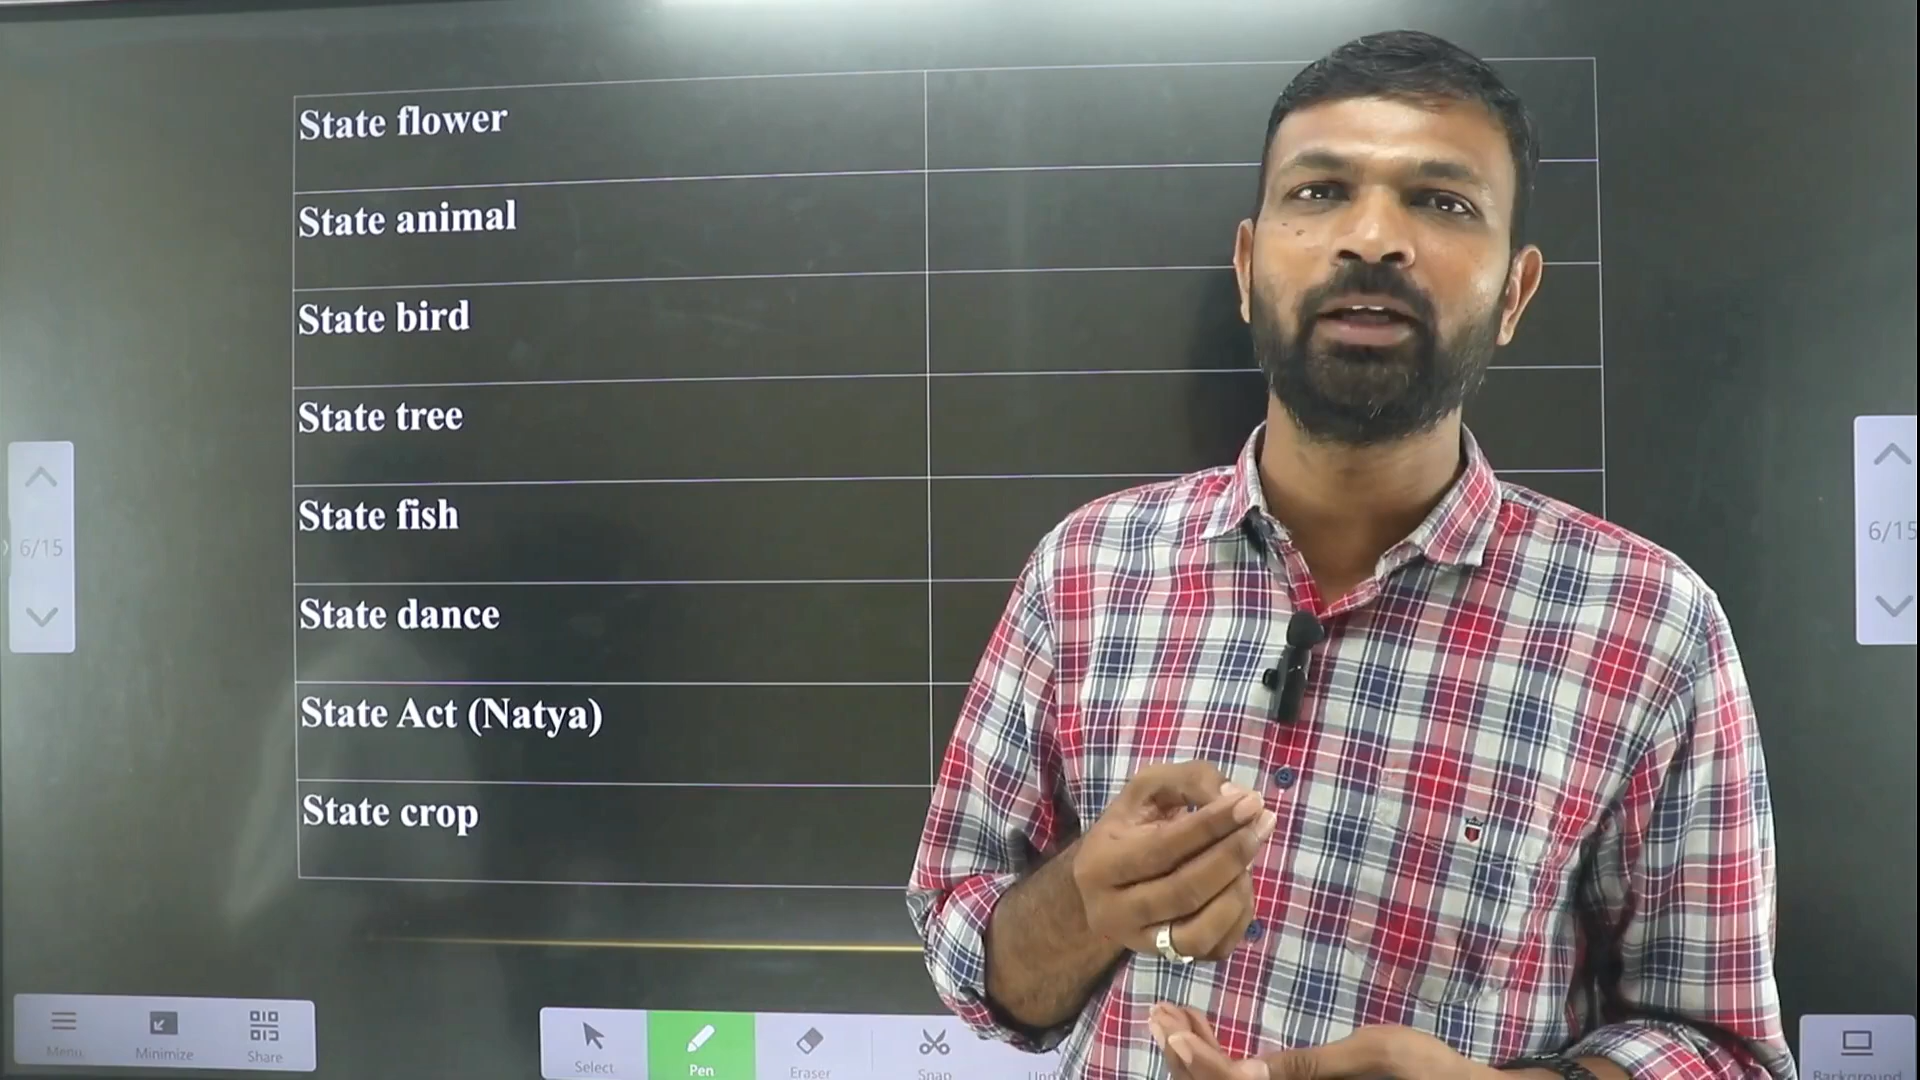 State flower
State animal
State bird
State tree
State fish
State dance
State Act (Natya)
State crop
6/15
6/15
Menu
Minimize
Share
Select
Pen
Eraser
Snap
Background